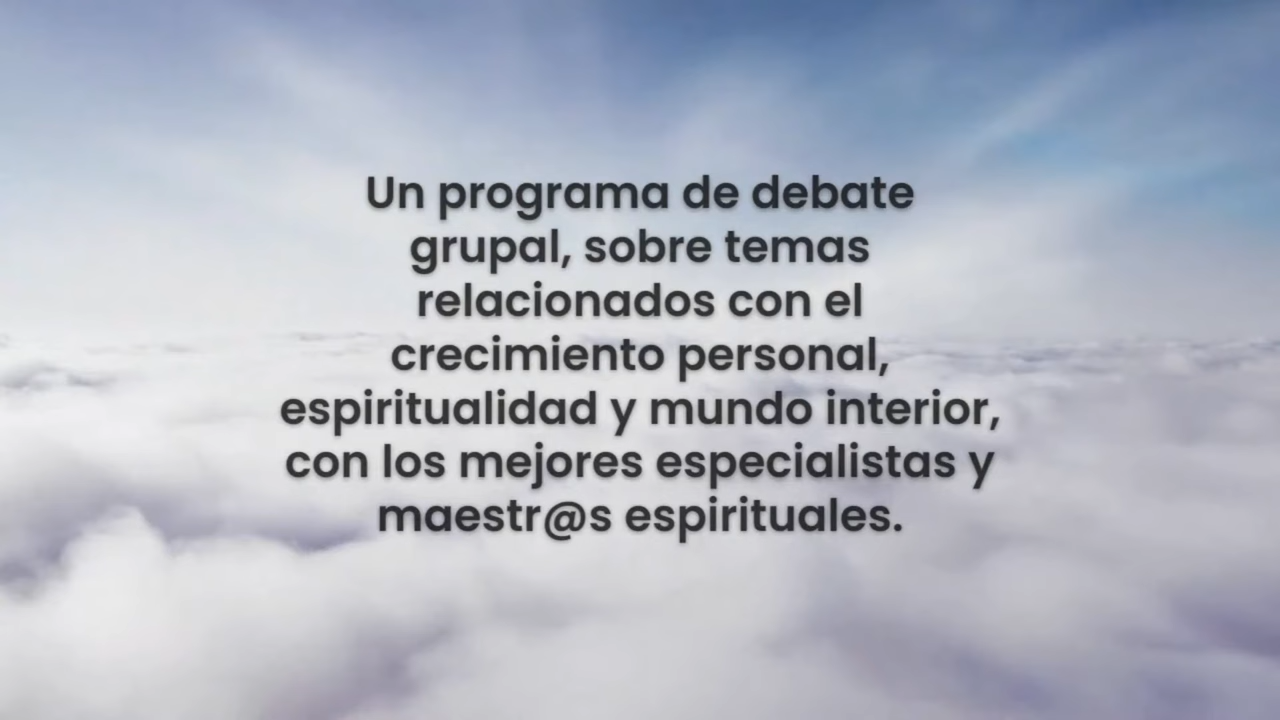 Un programa de debate
grupal, sobre temas
relacionados con el
crecimiento personal,
espiritualidad y mundo interior,
con los mejores especialistas y
maestr@s espirituales.